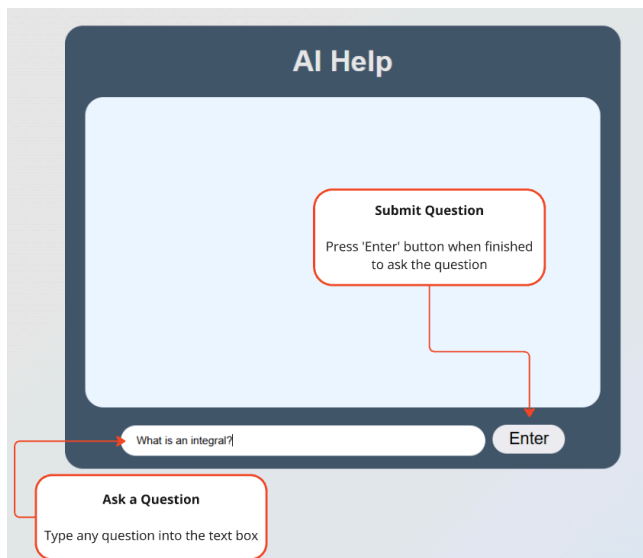 AI Help
Submit Question
Press 'Enter' button when finished
to ask the question
What is an integral?
Enter
Ask a Question
Type any question into the text box